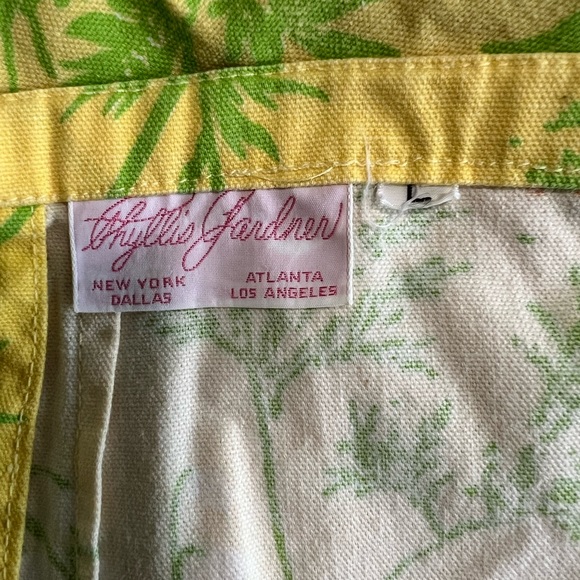 Phyllis Gardner
NEW YORK ATLANTA
DALLAS LOS ANGELES
L